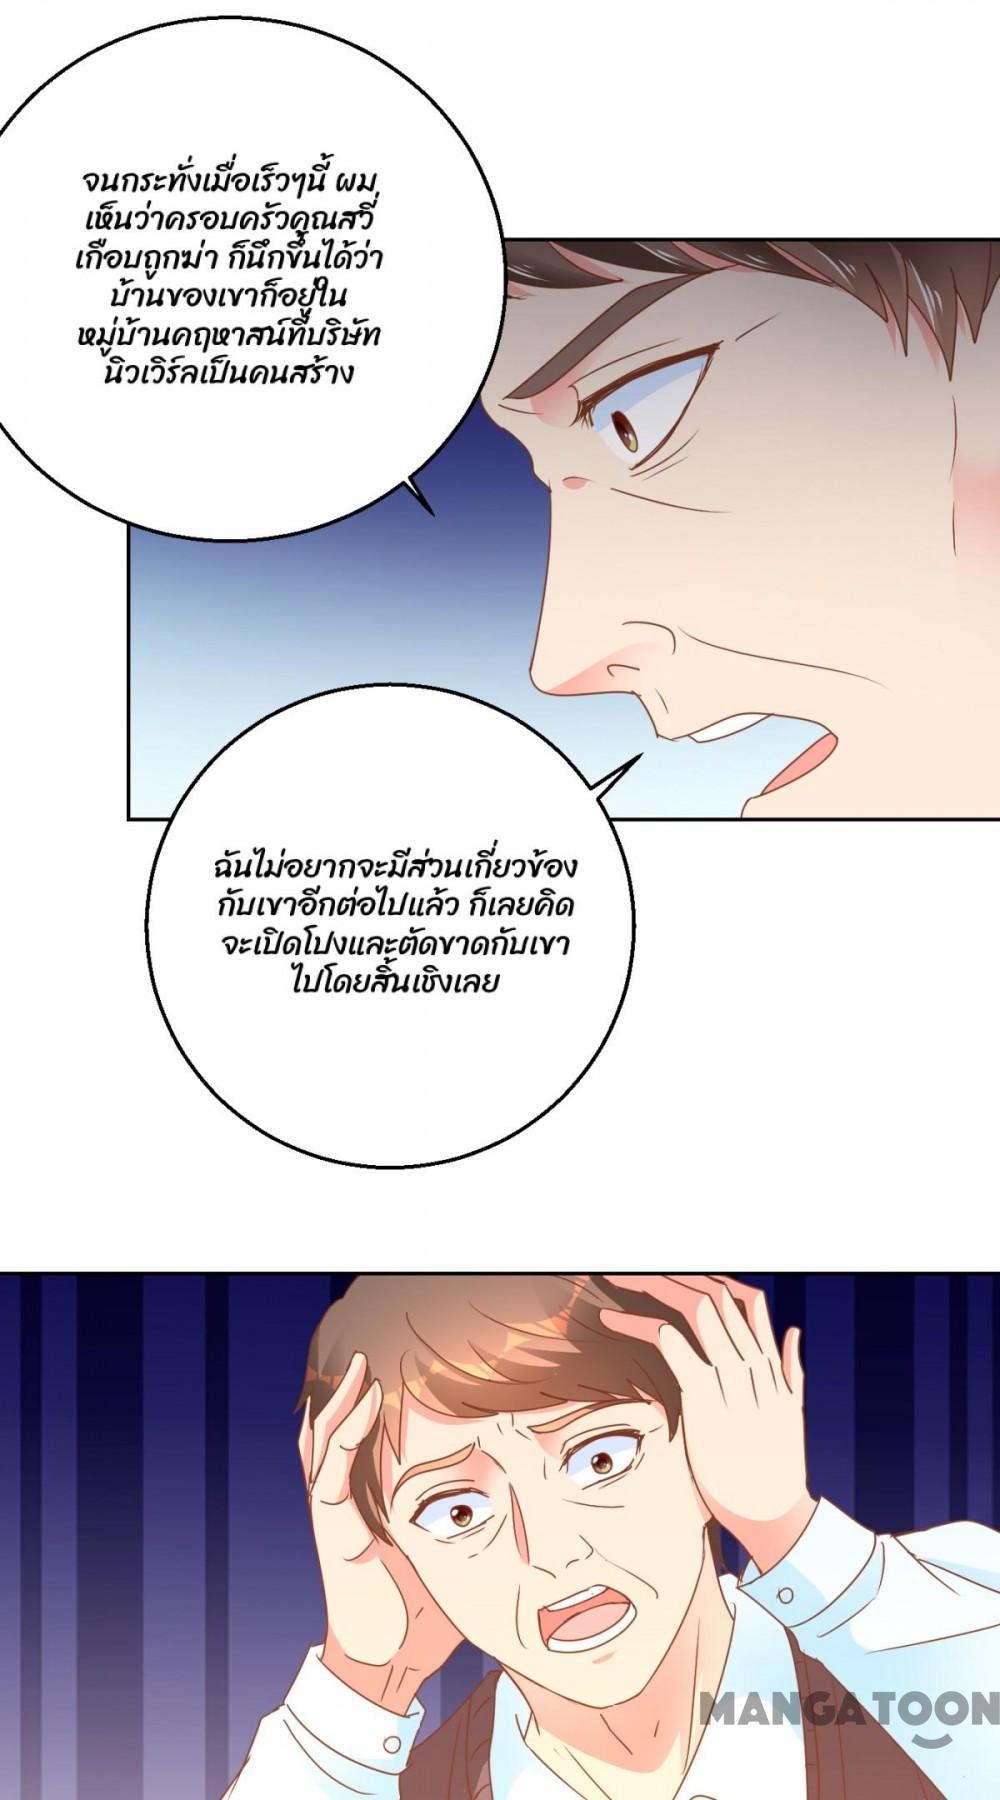 จนกระทั่งเมื่อเร็วๆนี้ ผม
เห็นว่าครอบครัวคุณสวี่
เกือบถูกฆ่า ก็นึกขึ้นได้ว่า
บ้านของเขาก็อยู่ใน
หมู่บ้านคฤหาสน์ที่บริษัท
นิวเวิร์ลเป็นคนสร้าง
ฉันไม่อยากจะมีส่วนเกี่ยวข้อง
กับเขาอีกต่อไปแล้ว ก็เลยคิด
จะเปิดโปงและตัดขาดกับเขา
ไปโดยสิ้นเชิงเลย
MANGATOON